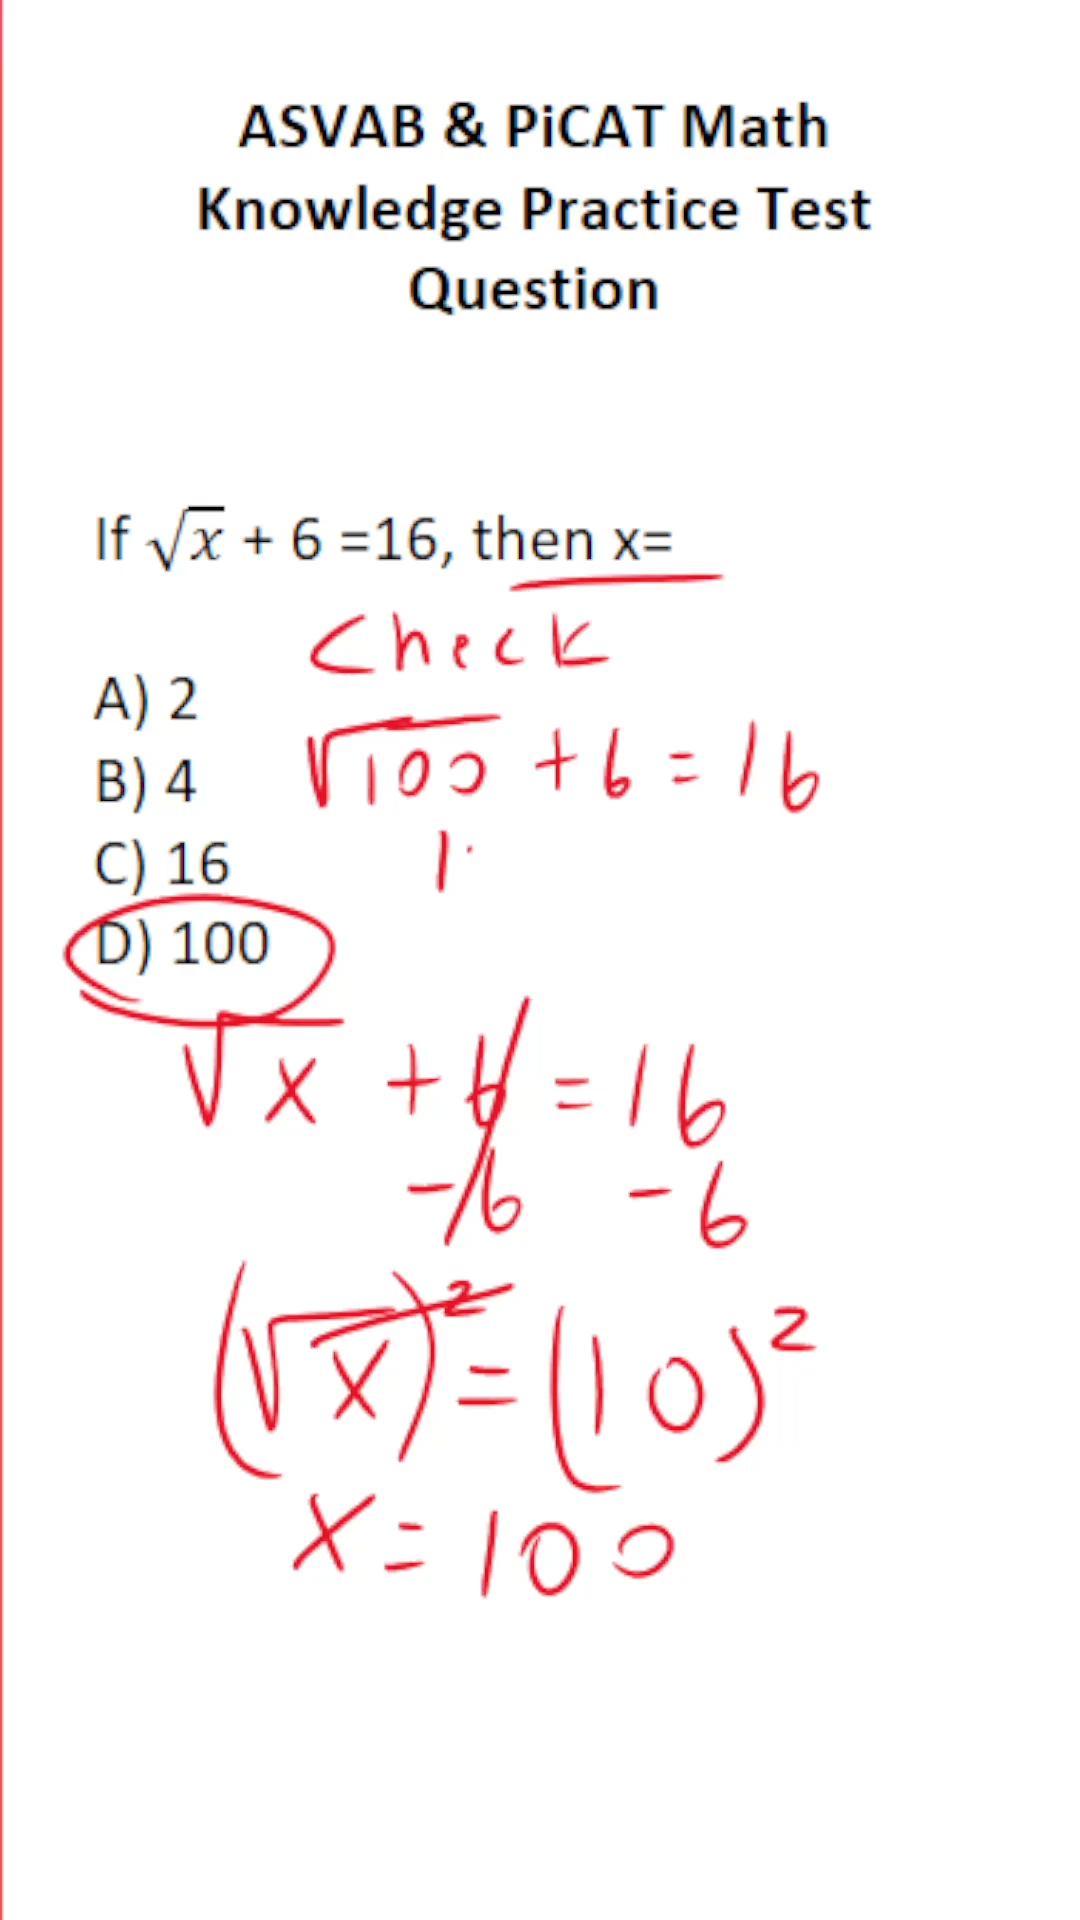 ASVAB & PiCAT Math
Knowledge Practice Test
Question
If √x + 6 =16, then x=
Check
A) 2
√100 + 6 = 16
B) 4
C) 16
1
D) 100
√x + 6 = 16
-6 -6
(√x)² = (10)²
x = 100